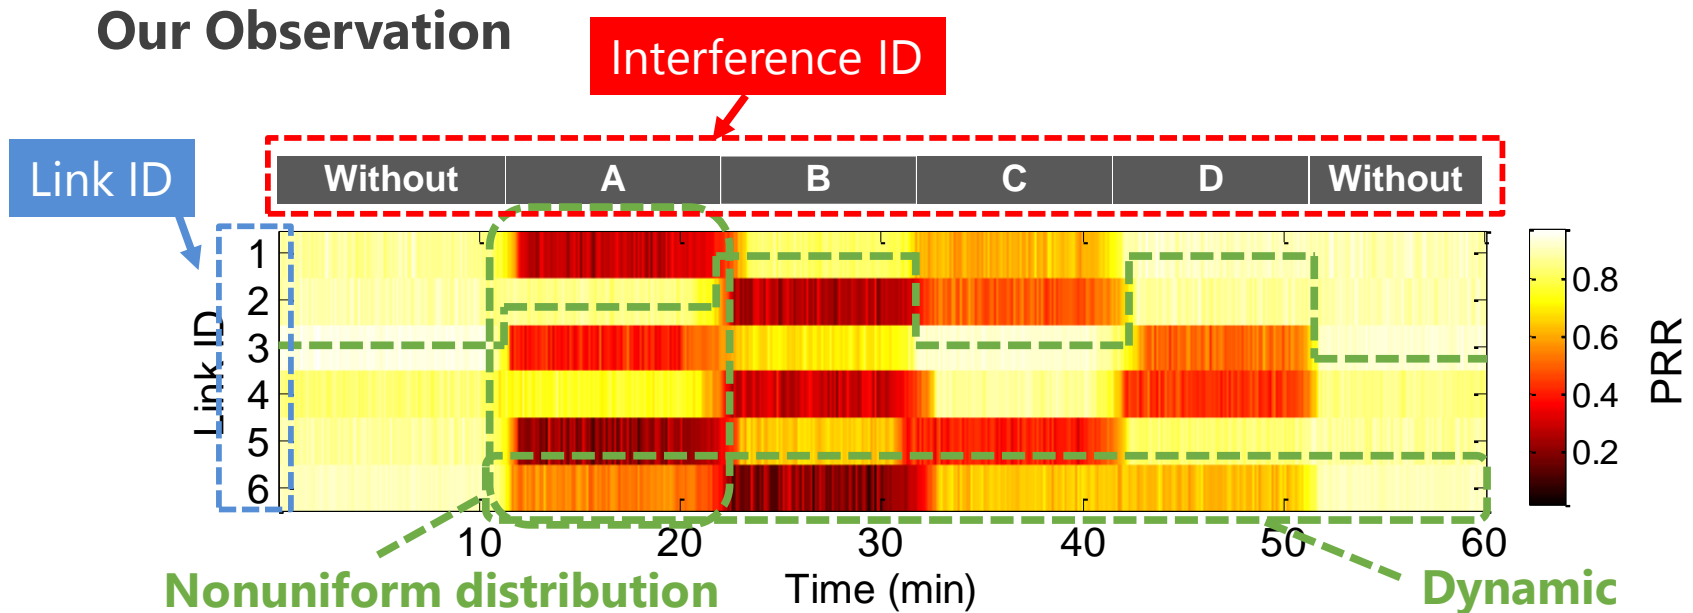 Our Observation
Interference ID
Link ID
Without A B C D Without
Link ID
1
2
3
4
5
6
0.8
0.6
0.4
0.2
PRR
10 20 30 40 50 60
Time (min)
Nonuniform distribution
Dynamic